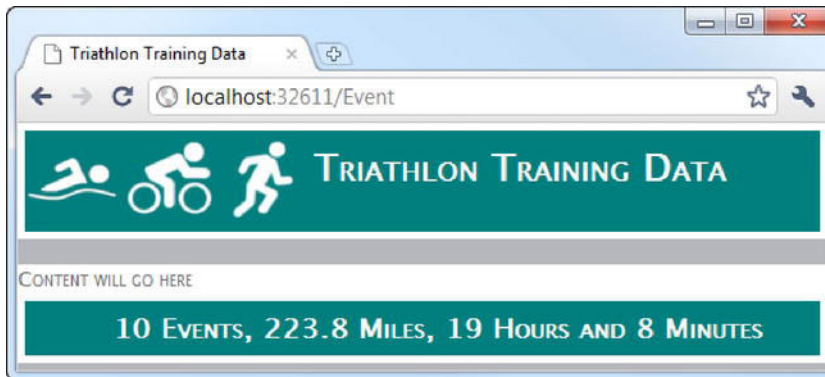 Triathlon Training Data
localhost:32611/Event
Triathlon Training Data
Content will go here
10 Events, 223.8 Miles, 19 Hours and 8 Minutes